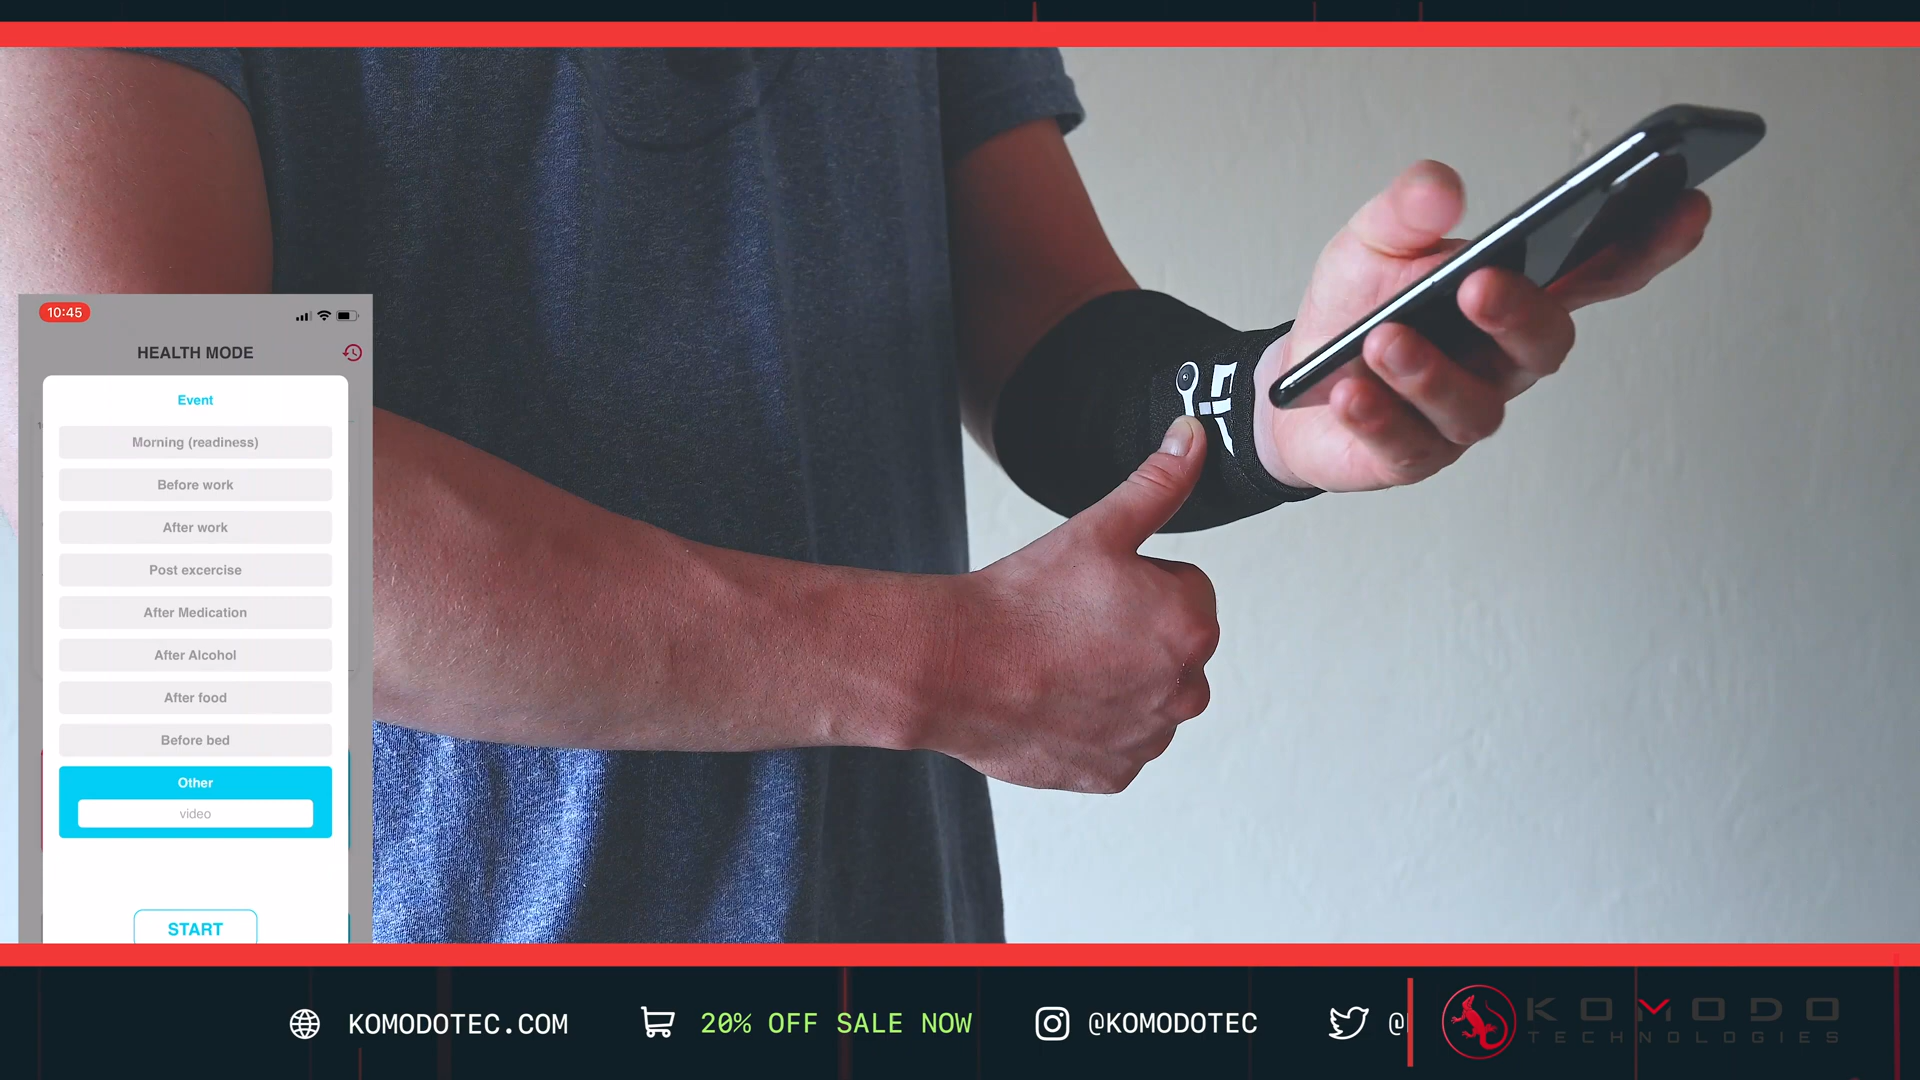 10:45
HEALTH MODE
Event
Morning (readiness)
Before work
After work
Post excercise
After Medication
After Alcohol
After food
Before bed
Other
video
START
KOMODOTEC.COM
20% OFF SALE NOW
@KOMODOTEC
@
KOMODO
TECHNOLOGIES